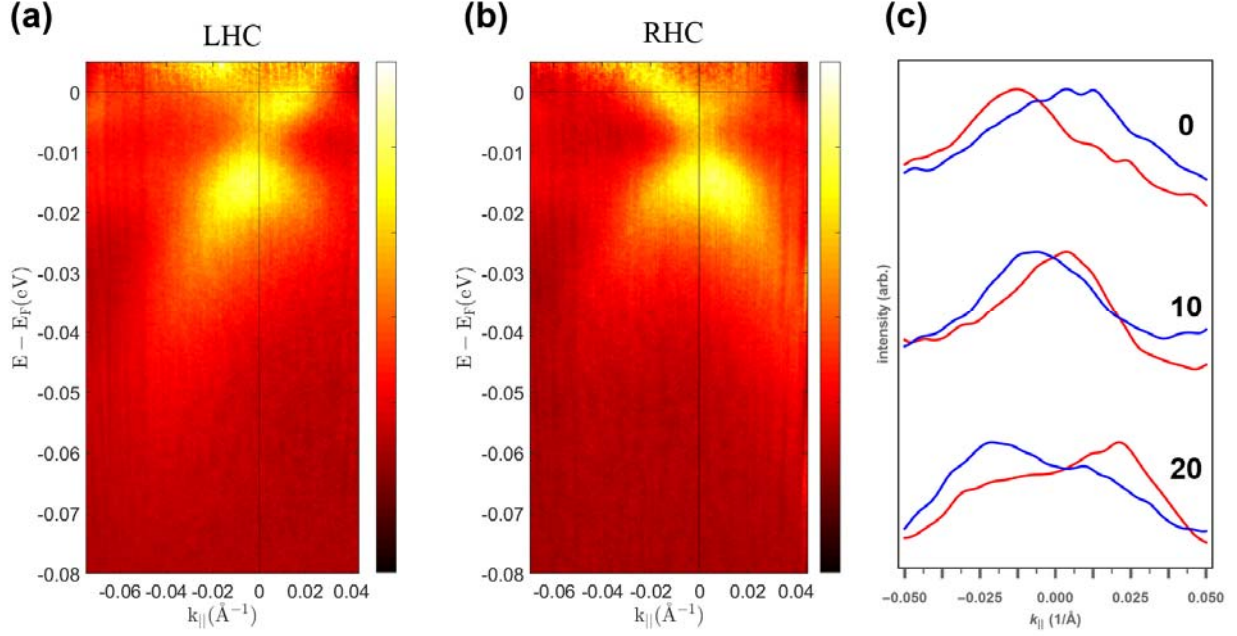 (a)
LHC
0
-0.01
-0.02
-0.03
-0.04
-0.05
-0.06
-0.07
-0.08
E − E_F(eV)
-0.06 -0.04 -0.02 0 0.02 0.04
k_||(Å⁻¹)
(b)
RHC
0
-0.01
-0.02
-0.03
-0.04
-0.05
-0.06
-0.07
-0.08
E − E_F(eV)
-0.06 -0.04 -0.02 0 0.02 0.04
k_||(Å⁻¹)
(c)
0
10
20
intensity (arb.)
−0.050 −0.025 0.000 0.025 0.050
k_|| (1/Å)